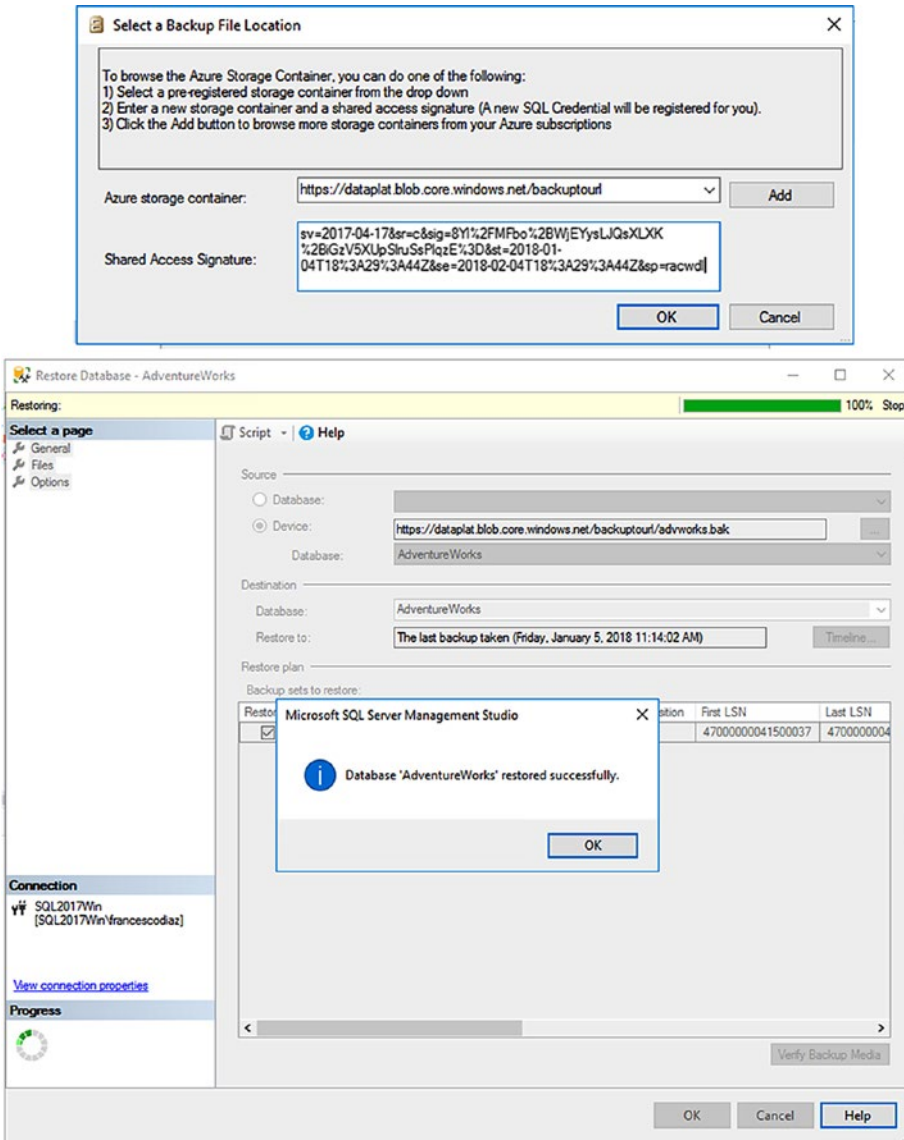 Select a Backup File Location
To browse the Azure Storage Container, you can do one of the following:
1) Select a pre-registered storage container from the drop down
2) Enter a new storage container and a shared access signature (A new SQL Credential will be registered for you).
3) Click the Add button to browse more storage containers from your Azure subscriptions
Azure storage container:
https://dataplat.blob.core.windows.net/backuptourl
Add
Shared Access Signature:
sv=2017-04-17&sr=c&sig=8YI%2FMFbo%2BWjEYysLJQsXLXK
%2BiGzV5XUpSlruSsPlqzE%3D&st=2018-01-
04T18%3A29%3A44Z&se=2018-02-04T18%3A29%3A44Z&sp=racwdl
OK Cancel
Restore Database - AdventureWorks
Restoring: 100% Stop
Select a page
General
Files
Options
Script Help
Source
Database:
Device: https://dataplat.blob.core.windows.net/backuptourl/advworks.bak ...
Database: AdventureWorks
Destination
Database: AdventureWorks
Restore to: The last backup taken (Friday, January 5, 2018 11:14:02 AM) Timeline...
Restore plan
Backup sets to restore:
Restor sition First LSN Last LSN
47000000041500037 4700000004
Microsoft SQL Server Management Studio
Database 'AdventureWorks' restored successfully.
OK
Connection
SQL2017Win
[SQL2017Win\francescodiaz]
View connection properties
Progress
Verify Backup Media
OK Cancel Help